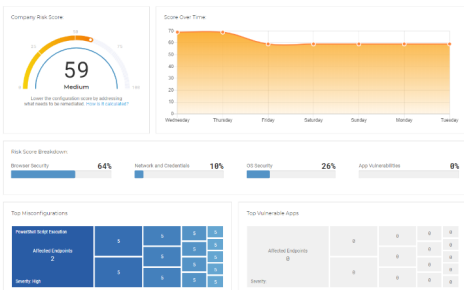 Company Risk Score
Score Over Time
59
Medium
0
100
Lower the configuration score by addressing
what needs to be remediated. How is it calculated?
70
60
50
40
30
20
10
0
Wednesday
Thursday
Friday
Saturday
Sunday
Monday
Tuesday
Risk Score Breakdown
Browser Security
64%
Network and Credentials
10%
OS Security
26%
App Vulnerabilities
0%
Top Misconfigurations
Top Vulnerable Apps
PowerShell Script Execution
Affected Endpoints
2
Severity: High
Affected Endpoints
0
Severity